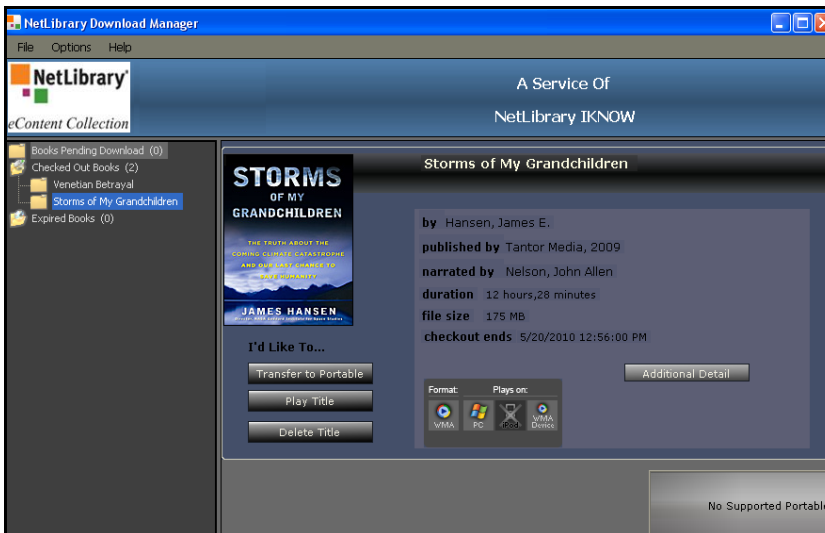 NetLibrary Download Manager
File Options Help
NetLibrary
eContent Collection
A Service Of
NetLibrary IKNOW
Books Pending Download (0)
Checked Out Books (2)
Venetian Betrayal
Storms of My Grandchildren
Expired Books (0)
STORMS
OF MY
GRANDCHILDREN
THE TRUTH ABOUT THE
COMING CLIMATE CATASTROPHE
AND OUR LAST CHANCE TO
SAVE HUMANITY
JAMES HANSEN
I'd Like To...
Transfer to Portable
Play Title
Delete Title
Storms of My Grandchildren
by Hansen, James E.
published by Tantor Media, 2009
narrated by Nelson, John Allen
duration 12 hours,28 minutes
file size 175 MB
checkout ends 5/20/2010 12:56:00 PM
Additional Detail
Format: Plays on:
WMA PC iPod WMA
Device
No Supported Portable